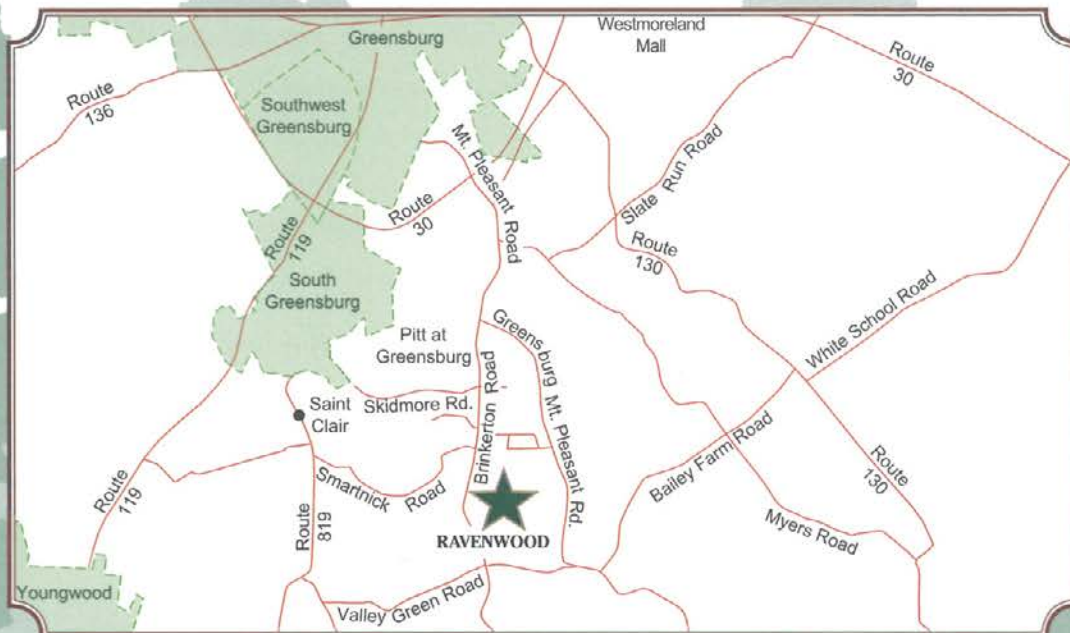 Greensburg
Westmoreland
Mall
Route
30
Route
136
Southwest
Greensburg
Mt. Pleasant Road
Slate Run Road
Route
30
Route
119
Route
130
South
Greensburg
White School Road
Pitt at
Greensburg
Greensburg Mt. Pleasant Rd.
Brinkerton Road
Saint
Clair
Skidmore Rd.
Bailey Farm Road
Route
130
Smartnick Road
Route
119
Route
819
RAVENWOOD
Myers Road
Youngwood
Valley Green Road